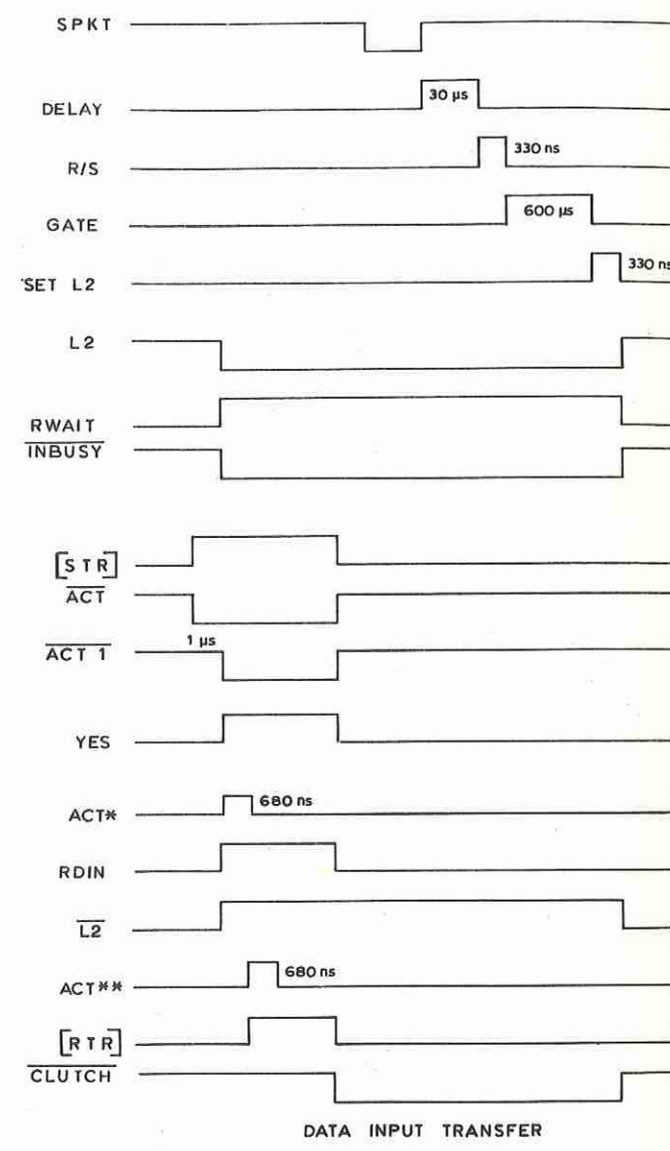 SPKT
DELAY
30 µs
R/S
330 ns
GATE
600 µs
SET L2
330 ns
L2
RWAIT
INBUSY
[STR]
ACT
1 µs
ACT 1
YES
ACT*
680 ns
RDIN
L2
ACT**
680 ns
[RTR]
CLUTCH
DATA INPUT TRANSFER